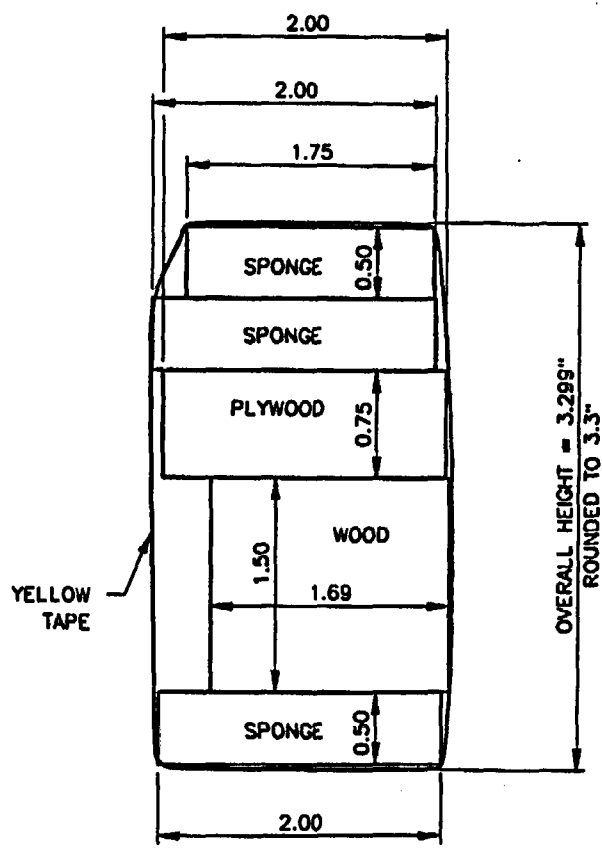 2.00
2.00
1.75
SPONGE
0.50
SPONGE
PLYWOOD
0.75
WOOD
1.50
1.69
YELLOW
TAPE
SPONGE
0.50
2.00
OVERALL HEIGHT = 3.299"
ROUNDED TO 3.3"